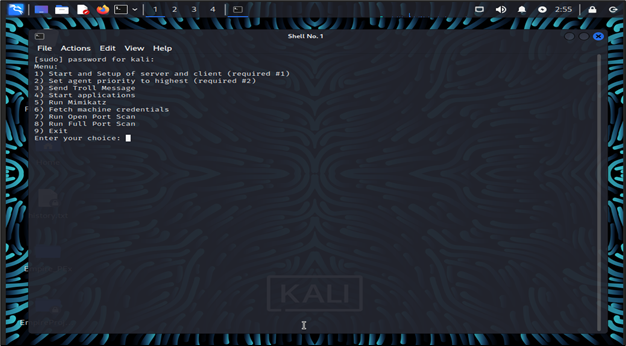 1 2 3 4
2:55
Shell No. 1
File Actions Edit View Help
[sudo] password for kali:
Menu:
1) Start and Setup of server and client (required #1)
2) Set agent priority to highest (required #2)
3) Send Troll Message
4) Start applications
5) Run Mimikatz
6) Fetch machine credentials
7) Run Open Port Scan
8) Run Full Port Scan
9) Exit
Enter your choice:
KALI